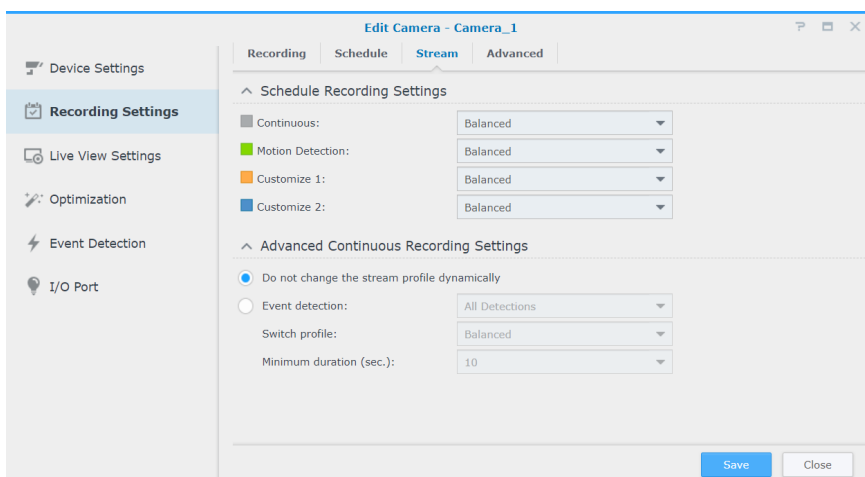 Edit Camera - Camera_1
Device Settings
Recording Settings
Live View Settings
Optimization
Event Detection
I/O Port
Recording Schedule Stream Advanced
Schedule Recording Settings
Continuous: Balanced
Motion Detection: Balanced
Customize 1: Balanced
Customize 2: Balanced
Advanced Continuous Recording Settings
Do not change the stream profile dynamically
Event detection: All Detections
Switch profile: Balanced
Minimum duration (sec.): 10
Save Close